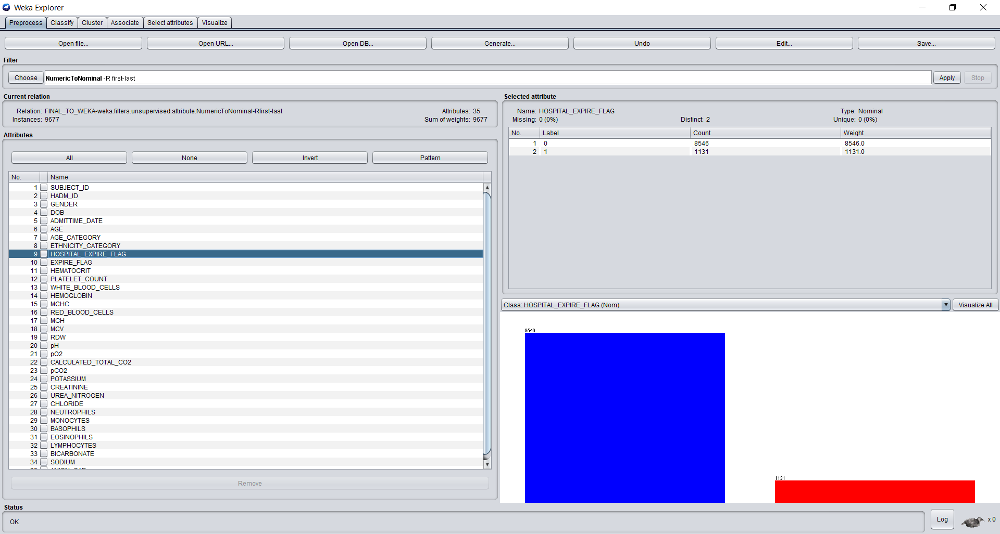 Weka Explorer
Preprocess Classify Cluster Associate Select attributes Visualize
Open file... Open URL... Open DB... Generate... Undo Edit... Save...
Filter
Choose NumericToNominal -R first-last Apply Stop
Current relation
Relation: FINAL_TO_WEKA-weka.filters.unsupervised.attribute.NumericToNominal-Rfirst-last Attributes: 35
Instances: 9677 Sum of weights: 9677
Attributes
All None Invert Pattern
No. Name
1 SUBJECT_ID
2 HADM_ID
3 GENDER
4 DOB
5 ADMITTIME_DATE
6 AGE
7 AGE_CATEGORY
8 ETHNICITY_CATEGORY
9 HOSPITAL_EXPIRE_FLAG
10 EXPIRE_FLAG
11 HEMATOCRIT
12 PLATELET_COUNT
13 WHITE_BLOOD_CELLS
14 HEMOGLOBIN
15 MCHC
16 RED_BLOOD_CELLS
17 MCH
18 MCV
19 RDW
20 pH
21 pO2
22 CALCULATED_TOTAL_CO2
23 pCO2
24 POTASSIUM
25 CREATININE
26 UREA_NITROGEN
27 CHLORIDE
28 NEUTROPHILS
29 MONOCYTES
30 BASOPHILS
31 EOSINOPHILS
32 LYMPHOCYTES
33 BICARBONATE
34 SODIUM
Remove
Selected attribute
Name: HOSPITAL_EXPIRE_FLAG Type: Nominal
Missing: 0 (0%) Distinct: 2 Unique: 0 (0%)
No. Label Count Weight
1 0 8546 8546.0
2 1 1131 1131.0
Class: HOSPITAL_EXPIRE_FLAG (Nom) Visualize All
8546
1131
Status
OK
Log x 0